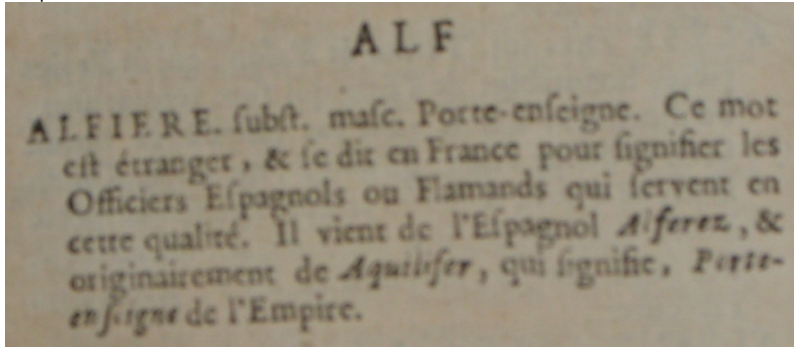 ALF
ALFIERE. ſubſt. maſc. Porte-enſeigne. Ce mot
eſt étranger, & ſe dit en France pour ſignifier les
Officiers Eſpagnols ou Flamands qui ſervent en
cette qualité. Il vient de l'Eſpagnol Alferez, &
originairement de Aquilifer, qui ſignifie, Porte-
enſeigne de l'Empire.